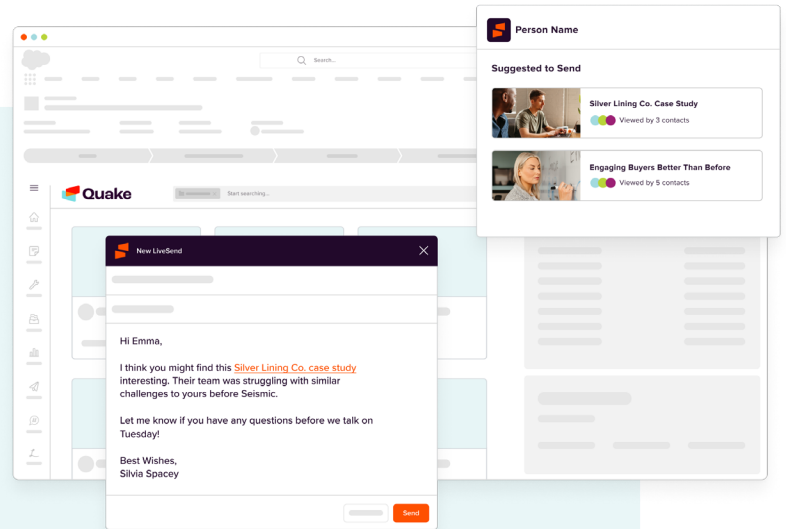 Person Name
Suggested to Send
Silver Lining Co. Case Study
Viewed by 3 contacts
Engaging Buyers Better Than Before
Viewed by 5 contacts
Search...
Quake
Start searching...
New LiveSend
Hi Emma,
I think you might find this Silver Lining Co. case study
interesting. Their team was struggling with similar
challenges to yours before Seismic.
Let me know if you have any questions before we talk on
Tuesday!
Best Wishes,
Silvia Spacey
Send